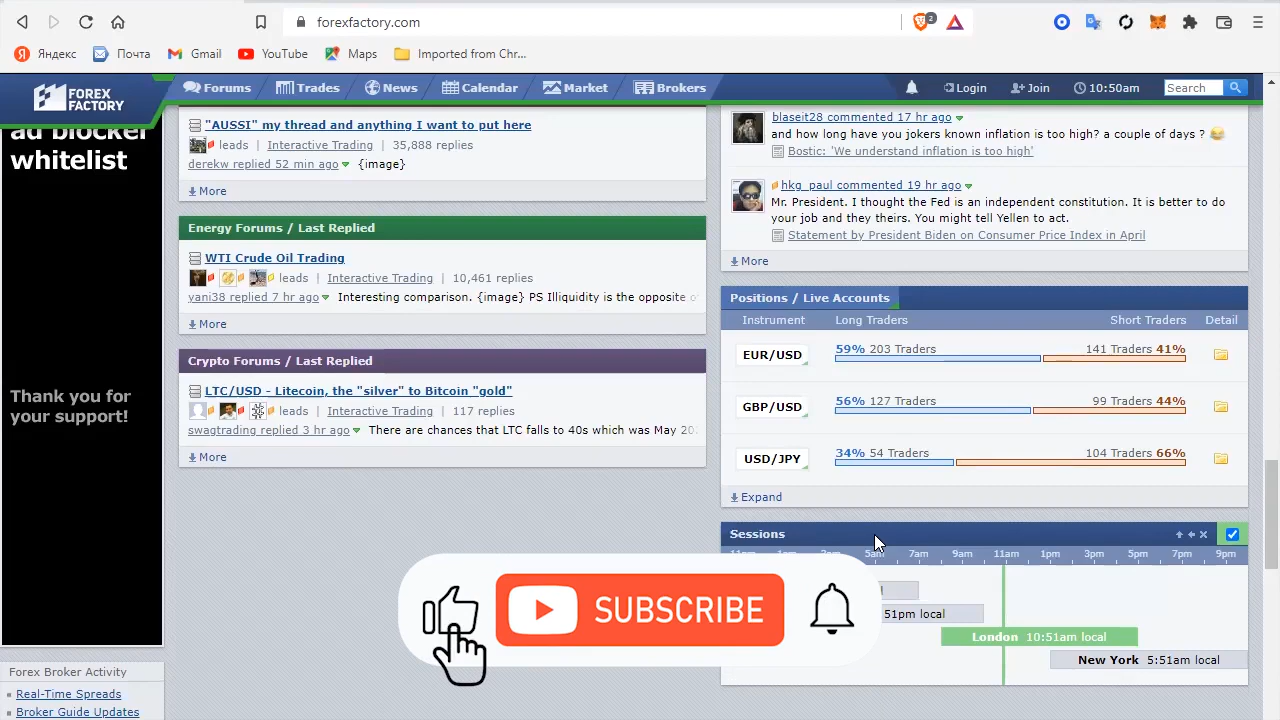 forexfactory.com
2
Яндекс
Почта
Gmail
YouTube
Maps
Imported from Chr...
FOREX
FACTORY
Forums
Trades
News
Calendar
Market
Brokers
Login
Join
10:50am
Search
ad blocker
whitelist
Thank you for
your support!
Forex Broker Activity
Real-Time Spreads
Broker Guide Updates
"AUSSI" my thread and anything I want to put here
leads | Interactive Trading | 35,888 replies
derekw replied 52 min ago {image}
More
Energy Forums / Last Replied
WTI Crude Oil Trading
leads | Interactive Trading | 10,461 replies
yani38 replied 7 hr ago Interesting comparison. {image} PS Illiquidity is the opposite o
More
Crypto Forums / Last Replied
LTC/USD - Litecoin, the "silver" to Bitcoin "gold"
leads | Interactive Trading | 117 replies
swagtrading replied 3 hr ago There are chances that LTC falls to 40s which was May 20
More
blaseit28 commented 17 hr ago
and how long have you jokers known inflation is too high? a couple of days ?
Bostic: 'We understand inflation is too high'
hkg_paul commented 19 hr ago
Mr. President. I thought the Fed is an independent constitution. It is better to do
your job and they theirs. You might tell Yellen to act.
Statement by President Biden on Consumer Price Index in April
More
Positions / Live Accounts
Instrument Long Traders Short Traders Detail
EUR/USD 59% 203 Traders 141 Traders 41%
GBP/USD 56% 127 Traders 99 Traders 44%
USD/JPY 34% 54 Traders 104 Traders 66%
Expand
Sessions
5am 7am 9am 11am 1pm 3pm 5pm 7pm 9pm
51pm local
London 10:51am local
New York 5:51am local
SUBSCRIBE